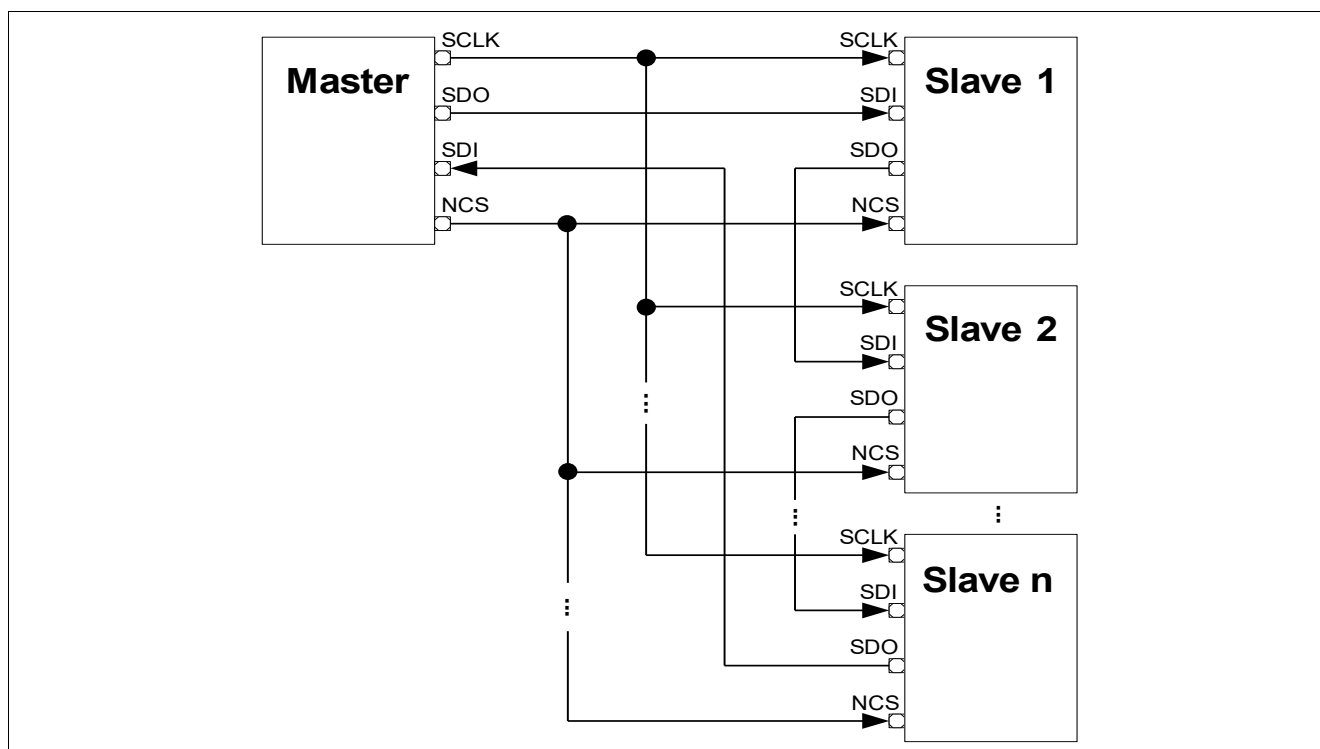 Master
SCLK
SDO
SDI
NCS
SCLK
SDI
SDO
NCS
Slave 1
SCLK
SDI
SDO
NCS
Slave 2
...
...
...
...
SCLK
SDI
SDO
NCS
Slave n